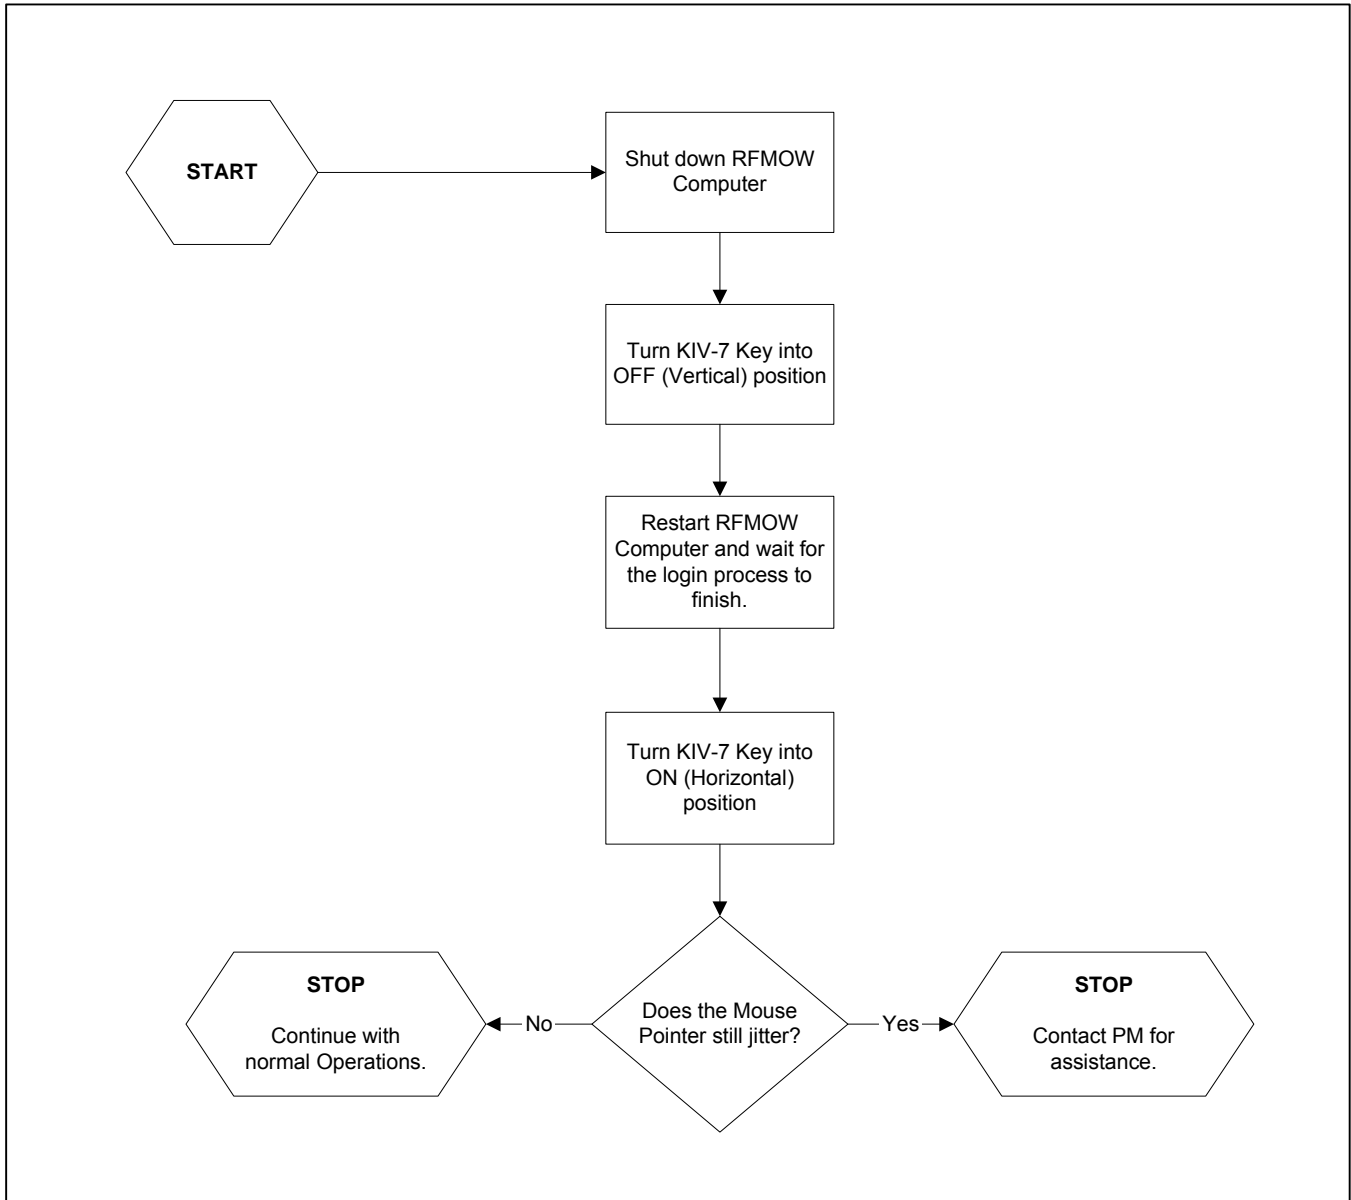 START
Shut down RFMOW
Computer
Turn KIV-7 Key into
OFF (Vertical) position
Restart RFMOW
Computer and wait for
the login process to
finish.
Turn KIV-7 Key into
ON (Horizontal)
position
Does the Mouse
Pointer still jitter?
No
STOP
Continue with
normal Operations.
Yes
STOP
Contact PM for
assistance.